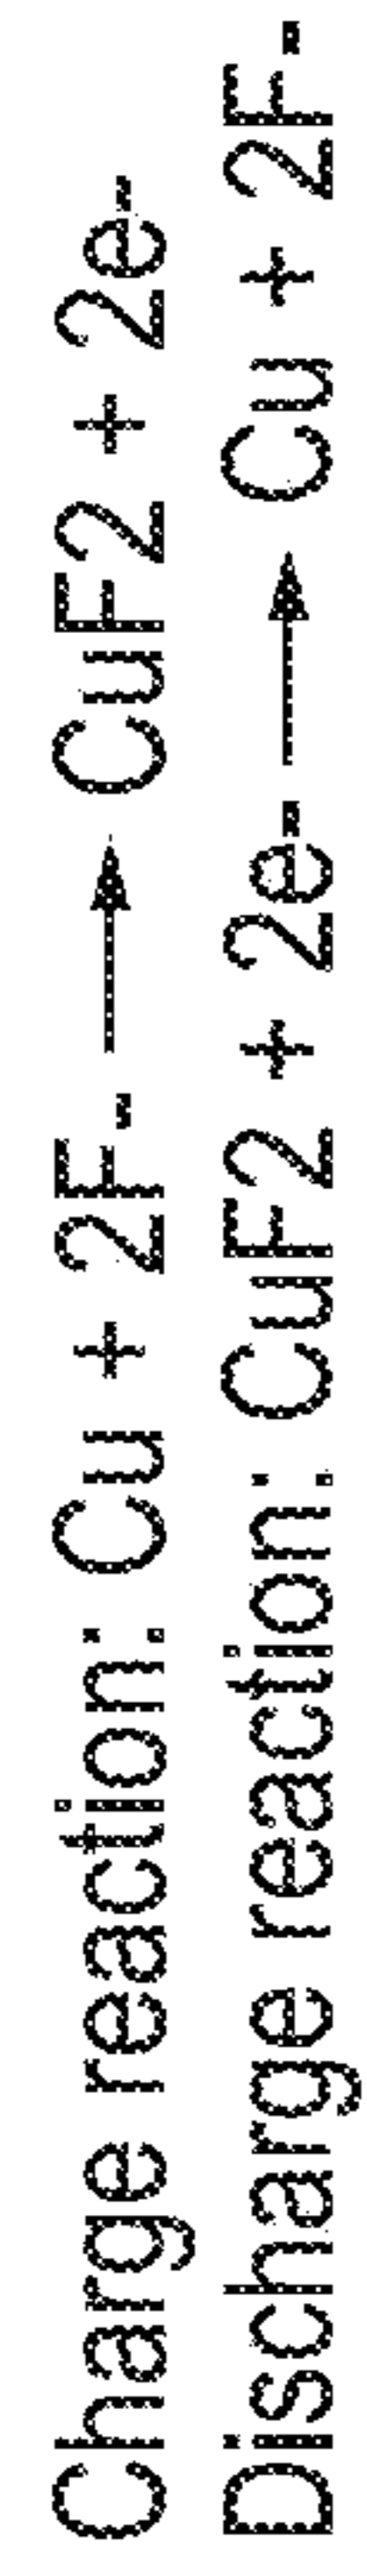 Charge reaction: Cu + 2F- ⟶ CuF2 + 2e-
Discharge reaction: CuF2 + 2e- ⟶ Cu + 2F-